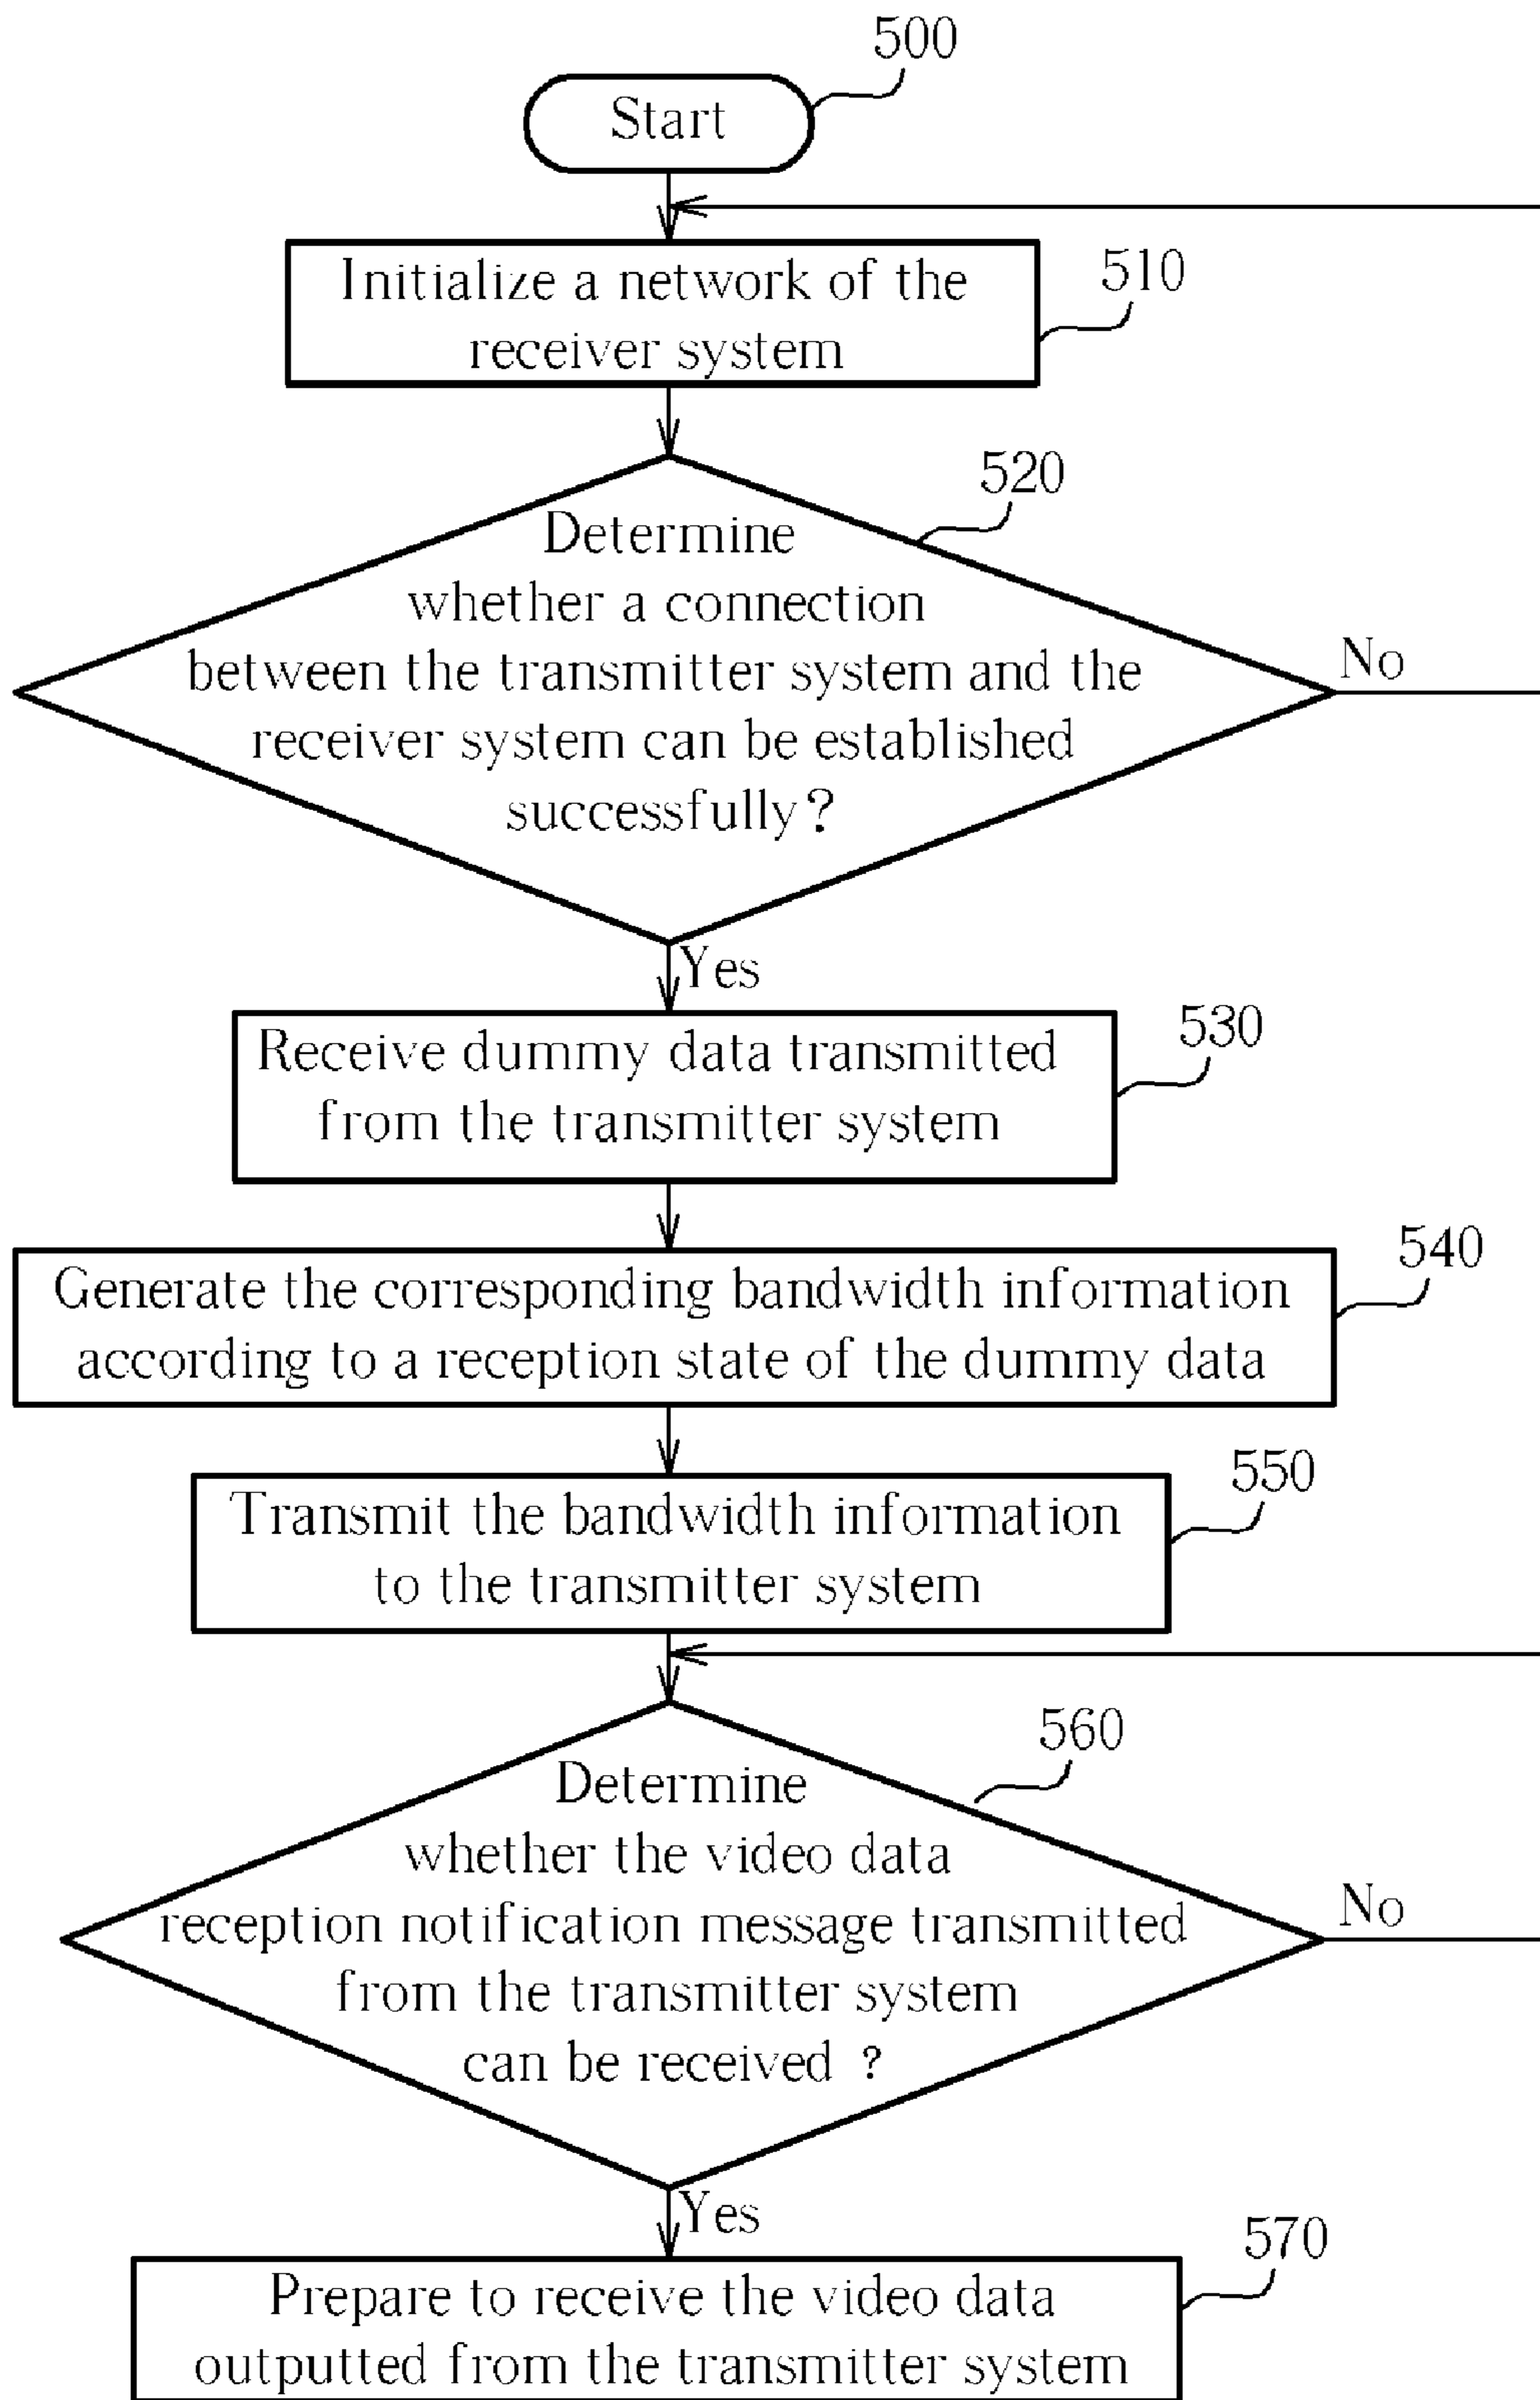 500
Start
Initialize a network of the
receiver system
510
520
Determine
whether a connection
between the transmitter system and the
receiver system can be established
successfully?
No
Yes
Receive dummy data transmitted
from the transmitter system
530
Generate the corresponding bandwidth information
according to a reception state of the dummy data
540
Transmit the bandwidth information
to the transmitter system
550
560
Determine
whether the video data
reception notification message transmitted
from the transmitter system
can be received ?
No
Yes
Prepare to receive the video data
outputted from the transmitter system
570